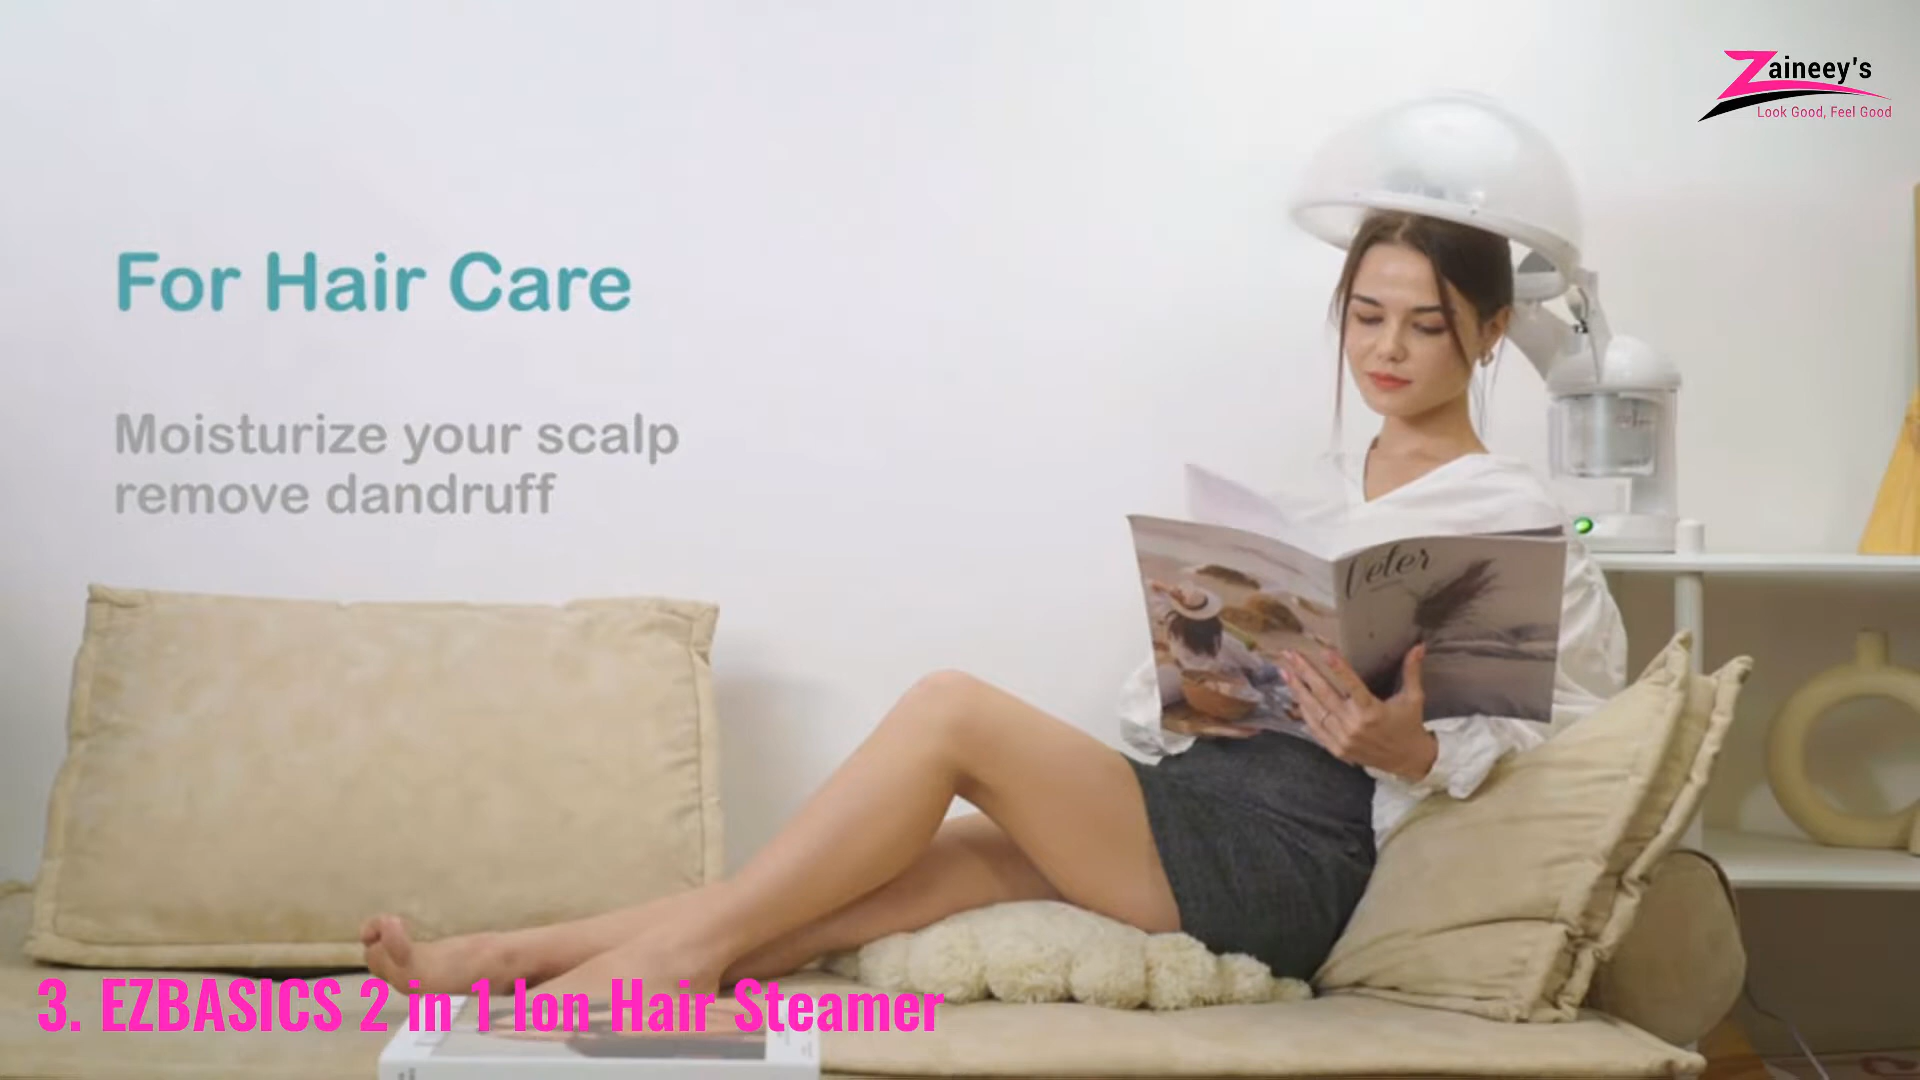 Zaineey's
Look Good, Feel Good
For Hair Care
Moisturize your scalp
remove dandruff
Veter
3. EZBASICS 2 in 1 Ion Hair Steamer